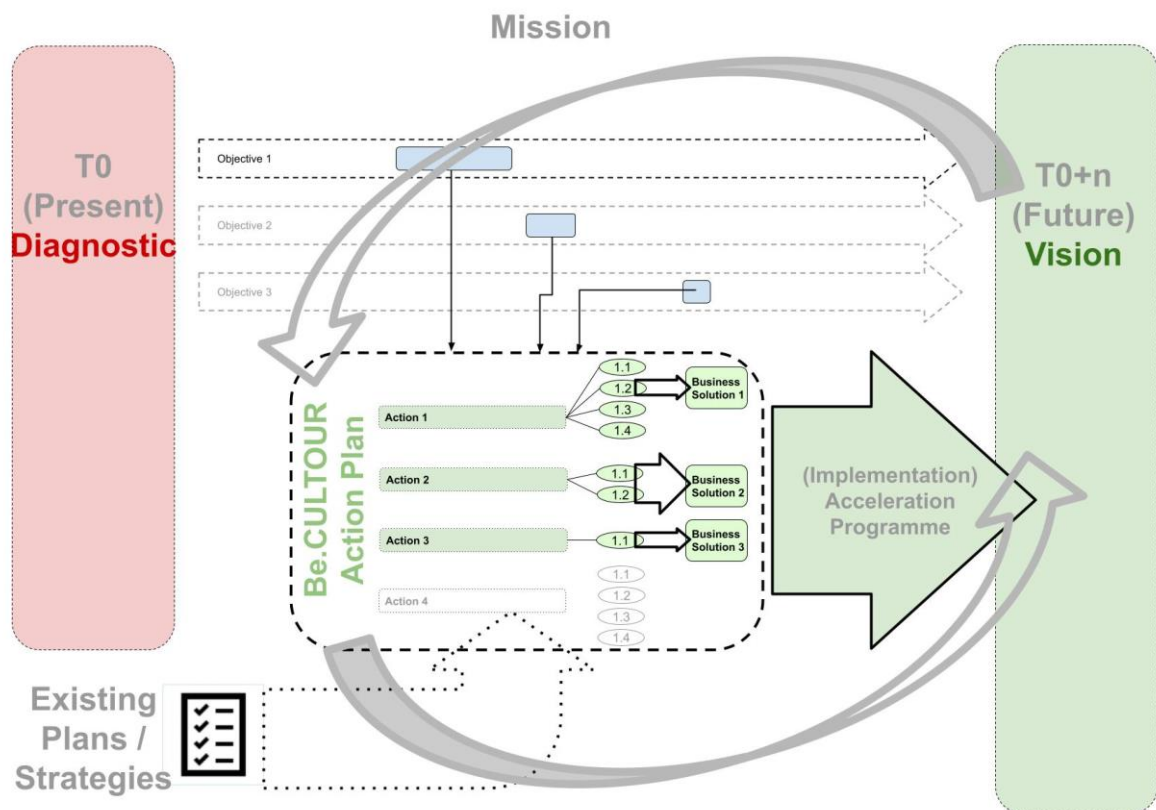 Mission
T0
(Present)
Diagnostic
Objective 1
Objective 2
Objective 3
T0+n
(Future)
Vision
Be.CULTOUR
Action Plan
Action 1
1.1
1.2
1.3
1.4
Business
Solution 1
Action 2
1.1
1.2
Business
Solution 2
Action 3
1.1
Business
Solution 3
Action 4
1.1
1.2
1.3
1.4
(Implementation)
Acceleration
Programme
Existing
Plans /
Strategies